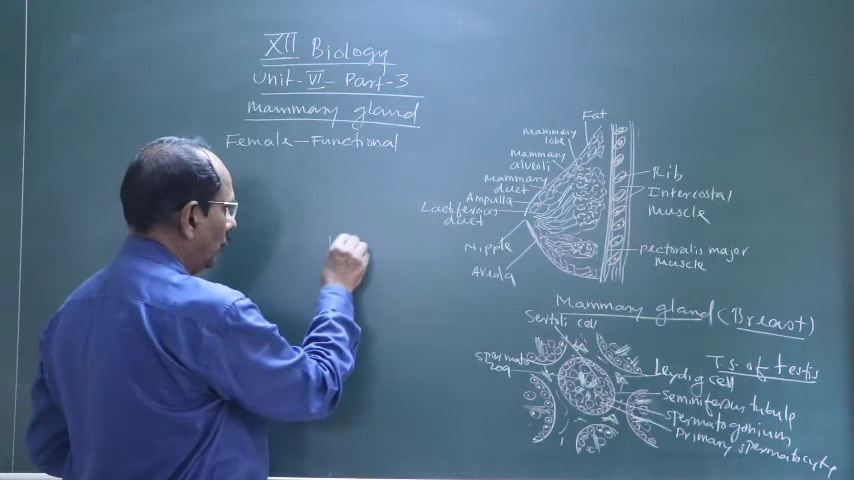 XII Biology
Unit-VI- Part-3
Mammary gland
Female-Functional
Fat
Mammary
lobe
mammary
alveoli
Mammary
duct
Ampulla
Lactiferous
duct
Nipple
Areola
Rib
Intercostal
muscle
pectoralis major
muscle
Mammary gland (Breast)
Sertoli cell
T.S. of testis
Spermato
zoa
Leydig cell
Seminiferous tubule
spermatogonium
Primary spermatocyte